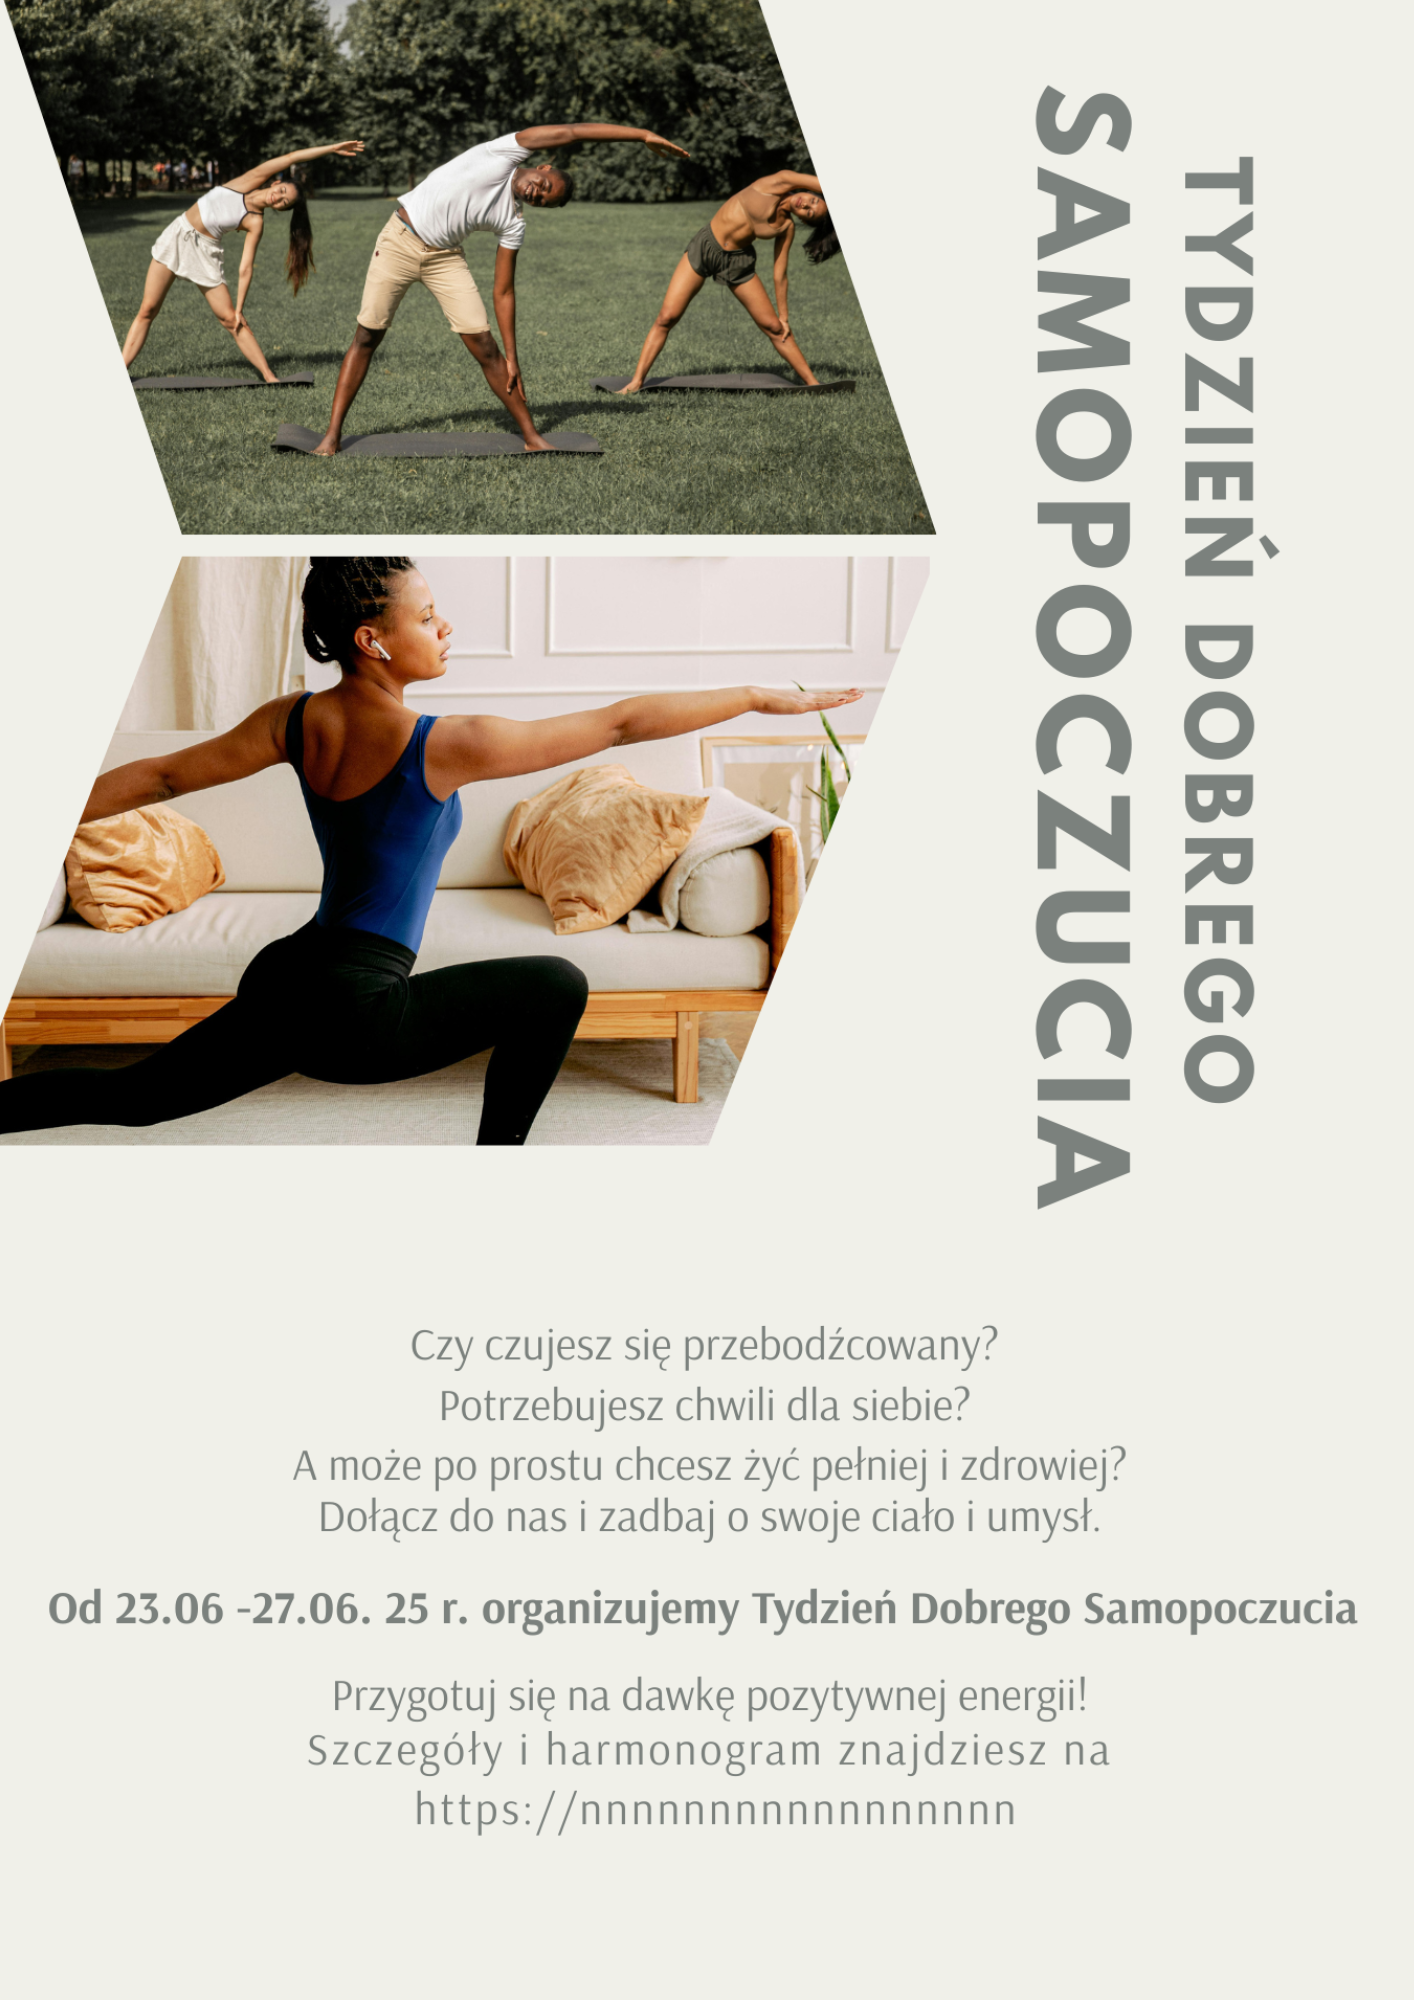 TYDZIEŃ DOBREGO
SAMOPOCZUCIA
Czy czujesz się przebodźcowany?
Potrzebujesz chwili dla siebie?
A może po prostu chcesz żyć pełniej i zdrowiej?
Dołącz do nas i zadbaj o swoje ciało i umysł.
Od 23.06 -27.06. 25 r. organizujemy Tydzień Dobrego Samopoczucia
Przygotuj się na dawkę pozytywnej energii!
Szczegóły i harmonogram znajdziesz na
https://nnnnnnnnnnnnnnnnn